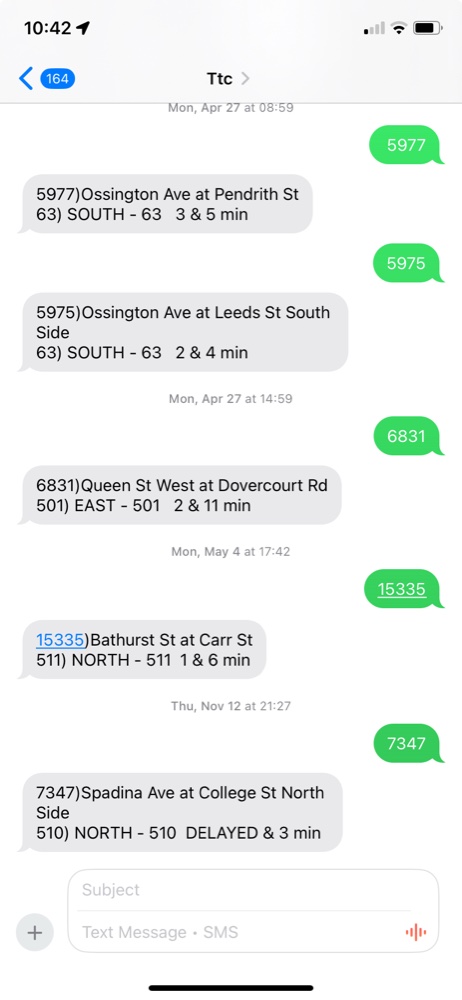 10:42
164
Ttc
Mon, Apr 27 at 08:59
5977
5977)Ossington Ave at Pendrith St
63) SOUTH - 63   3 & 5 min
5975
5975)Ossington Ave at Leeds St South
Side
63) SOUTH - 63   2 & 4 min
Mon, Apr 27 at 14:59
6831
6831)Queen St West at Dovercourt Rd
501) EAST - 501   2 & 11 min
Mon, May 4 at 17:42
15335
15335)Bathurst St at Carr St
511) NORTH - 511  1 & 6 min
Thu, Nov 12 at 21:27
7347
7347)Spadina Ave at College St North
Side
510) NORTH - 510  DELAYED & 3 min
Subject
Text Message • SMS